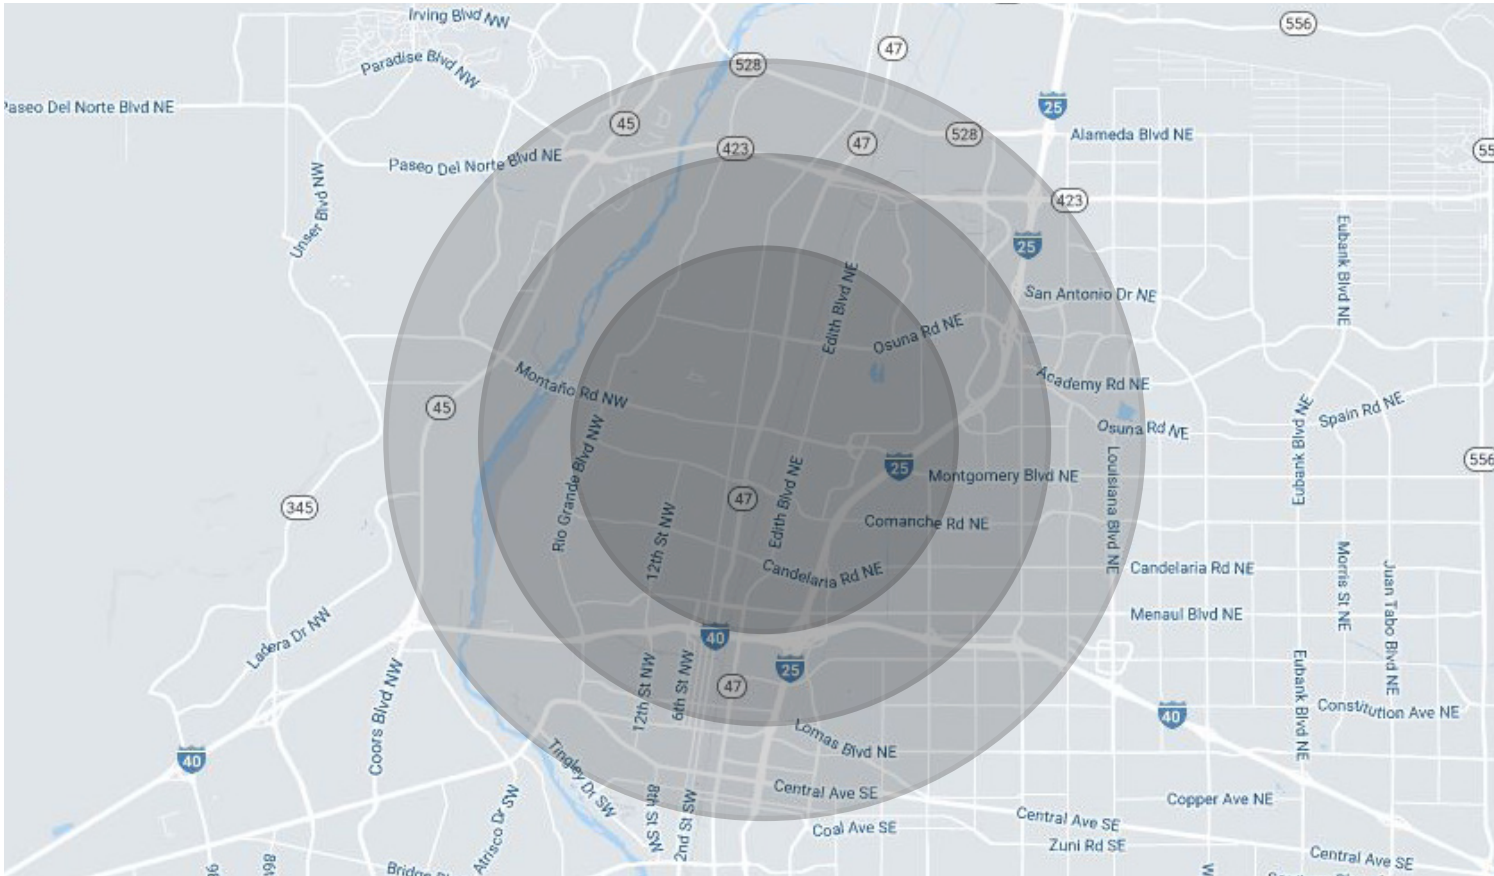 Irving Blvd NW
556
47
528
Paradise Blvd NW
Paseo Del Norte Blvd NE
25
45
528
Alameda Blvd NE
47
423
Paseo Del Norte Blvd NE
423
Unser Blvd NW
25
Eubank Blvd NE
San Antonio Dr NE
Edith Blvd NE
Osuna Rd NE
Montaño Rd NW
Academy Rd NE
45
Spain Rd NE
Osuna Rd NE
Eubank Blvd NE
Rio Grande Blvd NW
556
25
Montgomery Blvd NE
Louisiana Blvd NE
47
Edith Blvd NE
345
Comanche Rd NE
12th St NW
Candelaria Rd NE
Candelaria Rd NE
Morris St NE
Juan Tabo Blvd NE
Menaul Blvd NE
Ladera Dr NW
40
25
47
12th St NW
6th St NW
Coors Blvd NW
Eubank Blvd NE
Constitution Ave NE
40
Lomas Blvd NE
40
Tingley Dr SW
Central Ave SE
Copper Ave NE
8th St SW
2nd St SW
Atrisco Dr SW
Coal Ave SE
Central Ave SE
Zuni Rd SE
Central Ave SE